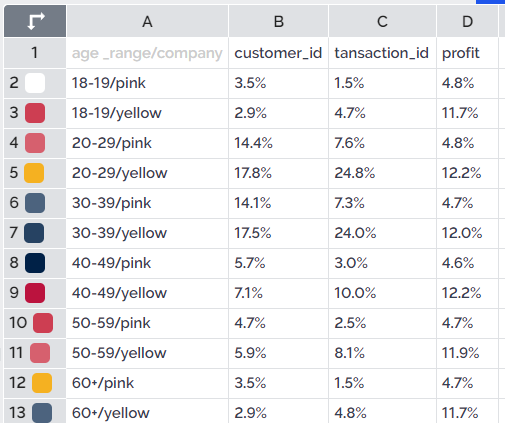 A B C D
1 age _range/company customer_id tansaction_id profit
2 18-19/pink 3.5% 1.5% 4.8%
3 18-19/yellow 2.9% 4.7% 11.7%
4 20-29/pink 14.4% 7.6% 4.8%
5 20-29/yellow 17.8% 24.8% 12.2%
6 30-39/pink 14.1% 7.3% 4.7%
7 30-39/yellow 17.5% 24.0% 12.0%
8 40-49/pink 5.7% 3.0% 4.6%
9 40-49/yellow 7.1% 10.0% 12.2%
10 50-59/pink 4.7% 2.5% 4.7%
11 50-59/yellow 5.9% 8.1% 11.9%
12 60+/pink 3.5% 1.5% 4.7%
13 60+/yellow 2.9% 4.8% 11.7%